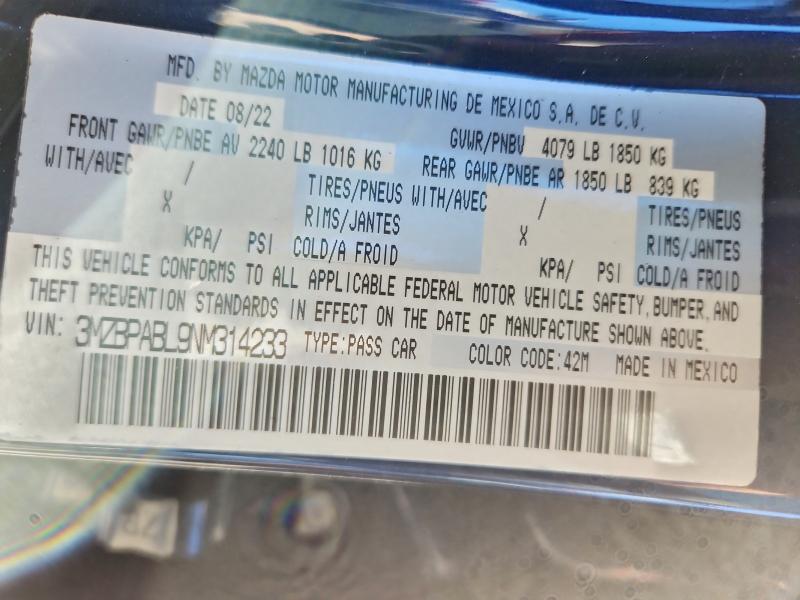 MFD. BY MAZDA MOTOR MANUFACTURING DE MEXICO S.A. DE C.V.
DATE 08/22
GVWR/PNBV 4079 LB 1850 KG
FRONT GAWR/PNBE AV 2240 LB 1016 KG
REAR GAWR/PNBE AR 1850 LB 839 KG
WITH/AVEC / TIRES/PNEUS WITH/AVEC / TIRES/PNEUS
X RIMS/JANTES X RIMS/JANTES
KPA/ PSI COLD/A FROID KPA/ PSI COLD/A FROID
THIS VEHICLE CONFORMS TO ALL APPLICABLE FEDERAL MOTOR VEHICLE SAFETY, BUMPER, AND
THEFT PREVENTION STANDARDS IN EFFECT ON THE DATE OF MANUFACTURE SHOWN ABOVE.
VIN: 3MZBPABL9NM314233 TYPE:PASS CAR COLOR CODE:42M MADE IN MEXICO